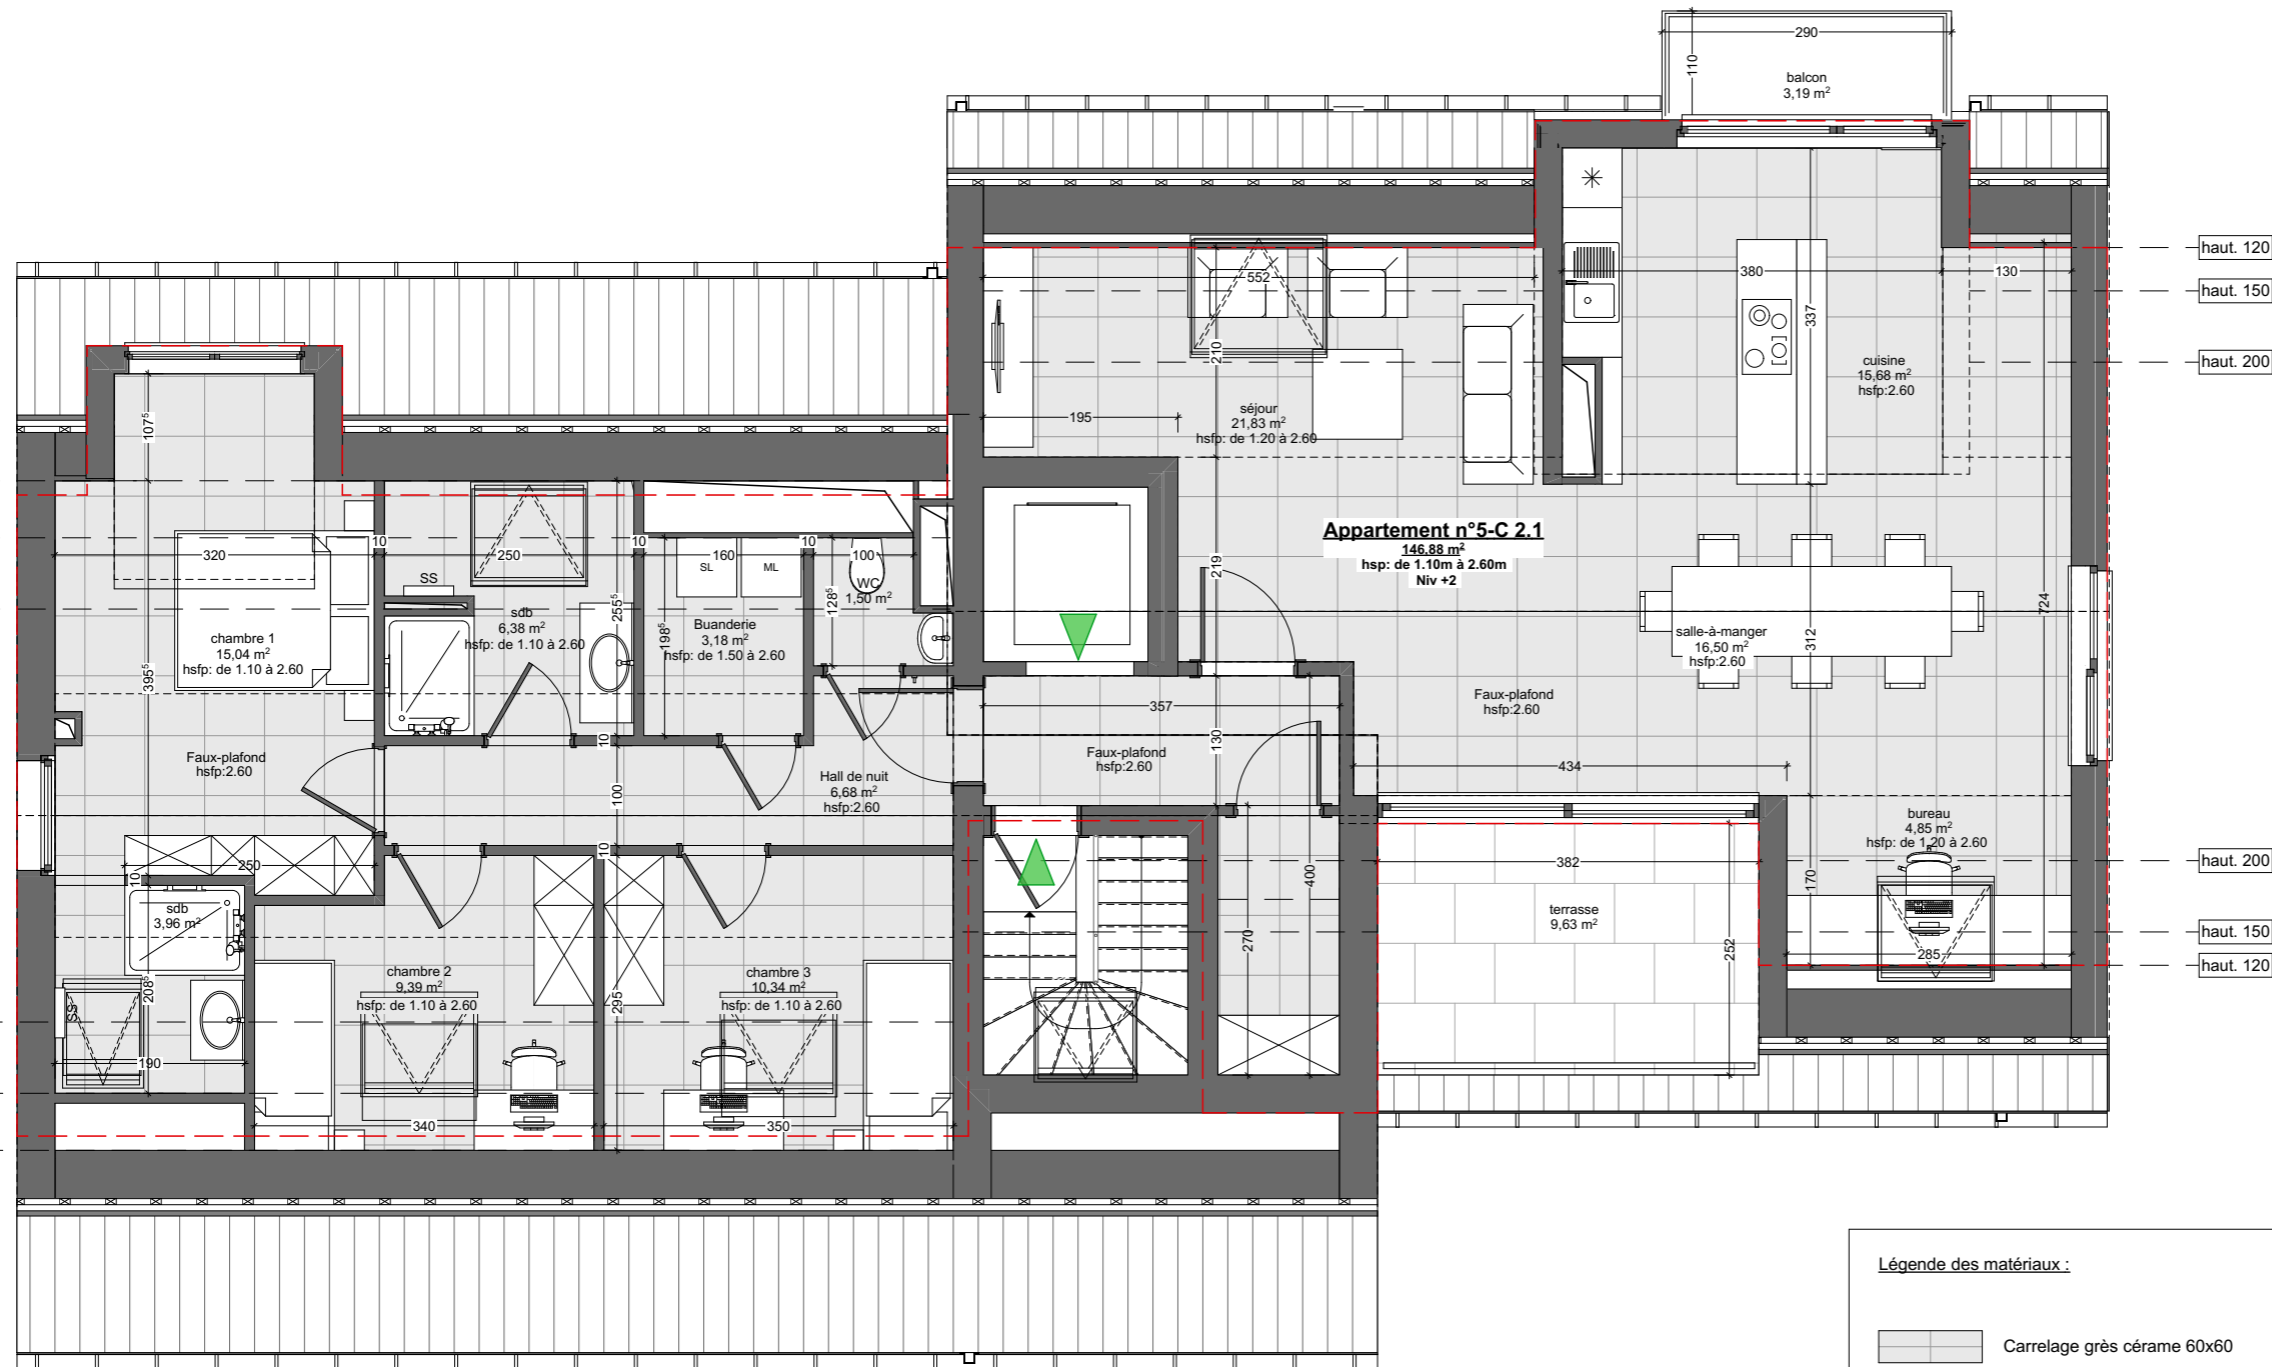 290
110
balcon
3,19 m²
haut. 120
haut. 150
haut. 200
552
380
130
337
210
cuisine
15,68 m²
hsfp:2.60
195
séjour
21,83 m²
hsfp: de 1.20 à 2.60
107⁵
Appartement n°5-C 2.1
146,88 m²
hsp: de 1.10m à 2.60m
Niv +2
320
10
250
10
160
10
100
SS
SL
ML
WC
1,50 m²
219
724
255⁵
128⁵
198⁵
sdb
6,38 m²
hsfp: de 1.10 à 2.60
Buanderie
3,18 m²
hsfp: de 1.50 à 2.60
chambre 1
15,04 m²
hsfp: de 1.10 à 2.60
395⁵
salle-à-manger
16,50 m²
hsfp:2.60
312
Faux-plafond
hsfp:2.60
357
130
Faux-plafond
hsfp:2.60
Faux-plafond
hsfp:2.60
10
100
10
Hall de nuit
6,68 m²
hsfp:2.60
434
bureau
4,85 m²
hsfp: de 1.20 à 2.60
haut. 200
haut. 150
haut. 120
250
10
sdb
3,96 m²
208⁵
SS
190
382
400
170
terrasse
9,63 m²
270
252
285
chambre 2
9,39 m²
hsfp: de 1.10 à 2.60
chambre 3
10,34 m²
hsfp: de 1.10 à 2.60
295
340
350
Légende des matériaux :
Carrelage grès cérame 60x60